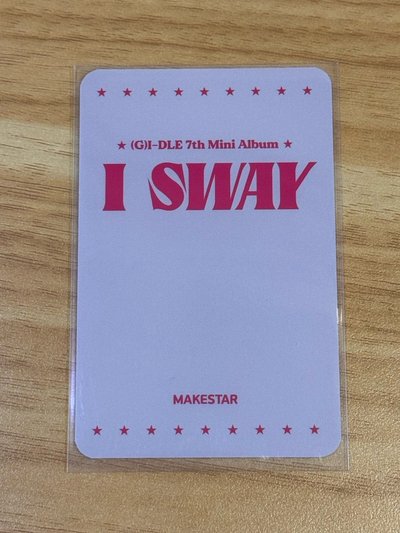 ★ (G)I-DLE 7th Mini Album ★
I SWAY
MAKESTAR